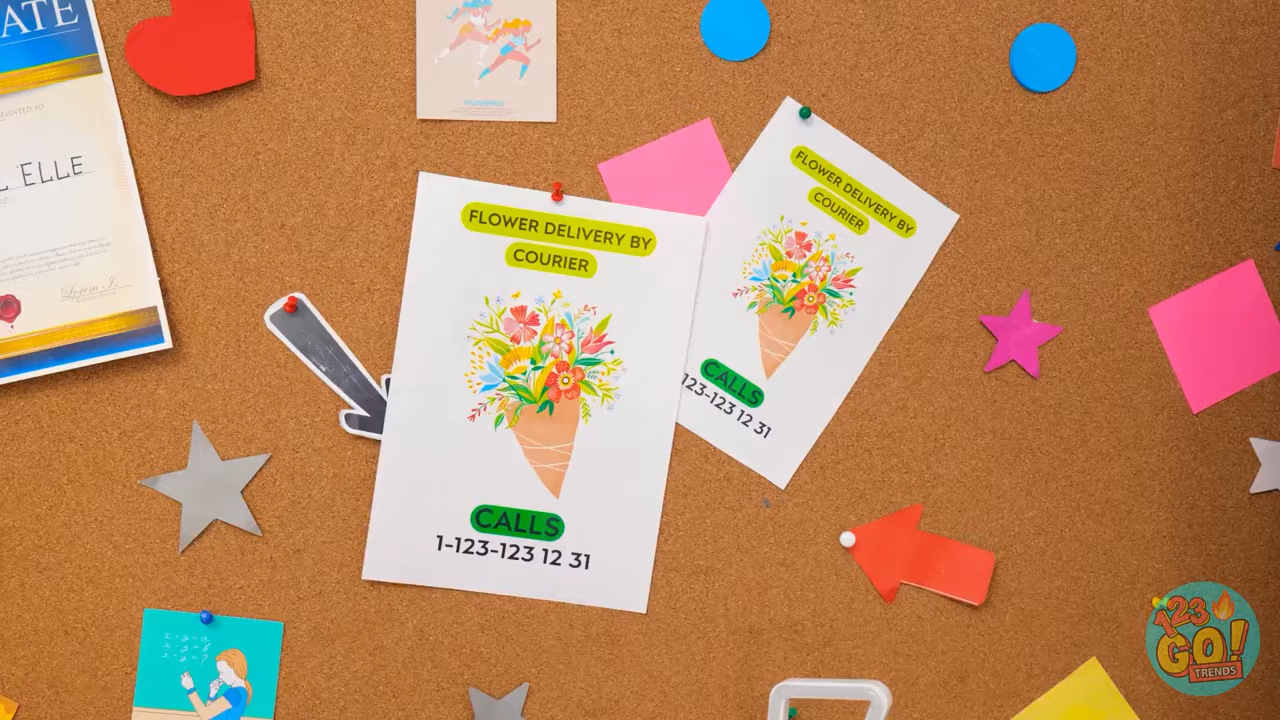 ATE
ELLE
FLOWER DELIVERY BY
COURIER
CALLS
1-123-123 12 31
FLOWER DELIVERY BY
COURIER
CALLS
123-123 12 31
123
GO!
TRENDS